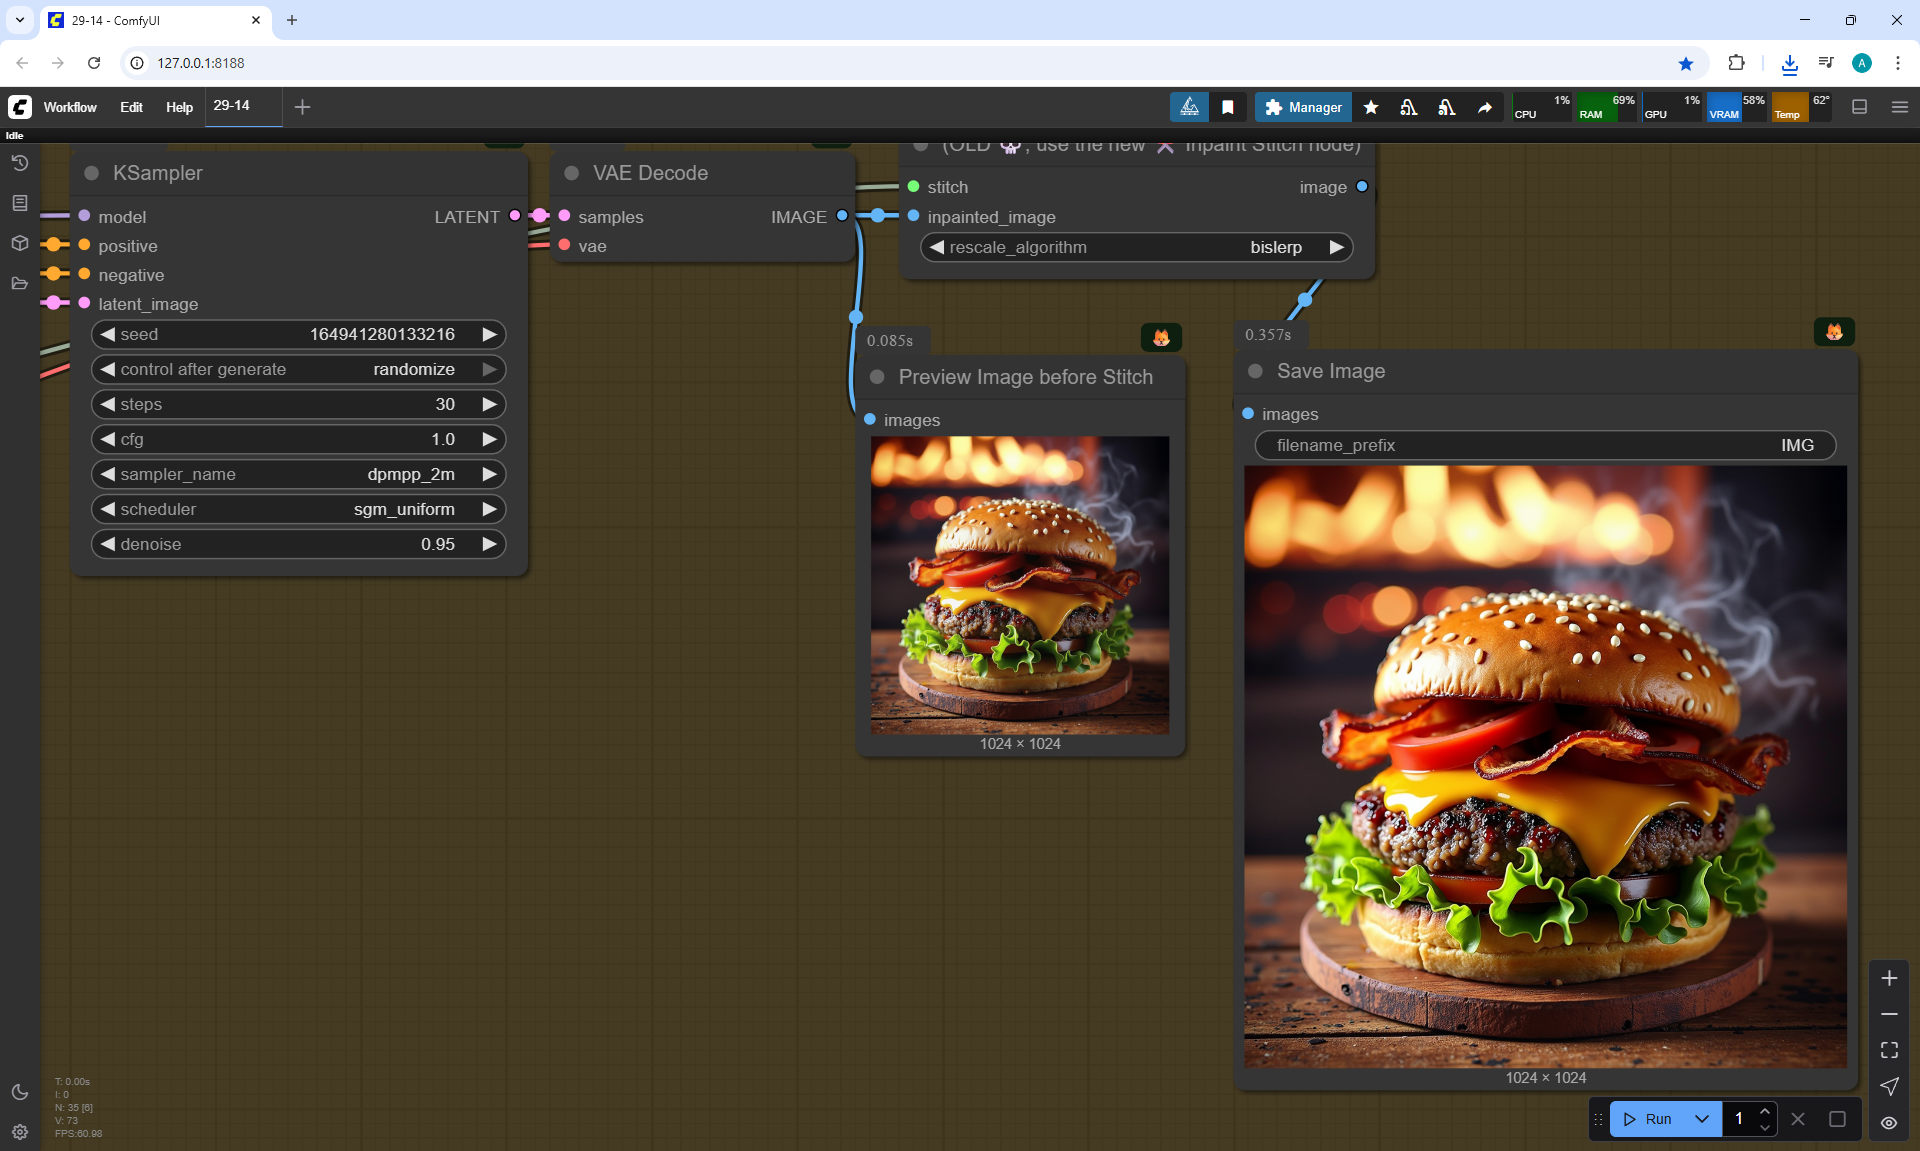 29-14 - ComfyUI
127.0.0.1:8188
A
Workflow Edit Help 29-14
Manager
CPU 1% RAM 69% GPU 1% VRAM 58% Temp 62°
Idle
KSampler
model LATENT
positive
negative
latent_image
seed 164941280133216
control after generate randomize
steps 30
cfg 1.0
sampler_name dpmpp_2m
scheduler sgm_uniform
denoise 0.95
VAE Decode
samples IMAGE
vae
(OLD 💀, use the new ✂️ Inpaint Stitch node)
stitch image
inpainted_image
rescale_algorithm bislerp
0.085s
Preview Image before Stitch
images
1024 × 1024
0.357s
Save Image
images
filename_prefix IMG
1024 × 1024
T: 0.00s
I: 0
N: 35 [6]
V: 73
FPS:60.98
Run 1